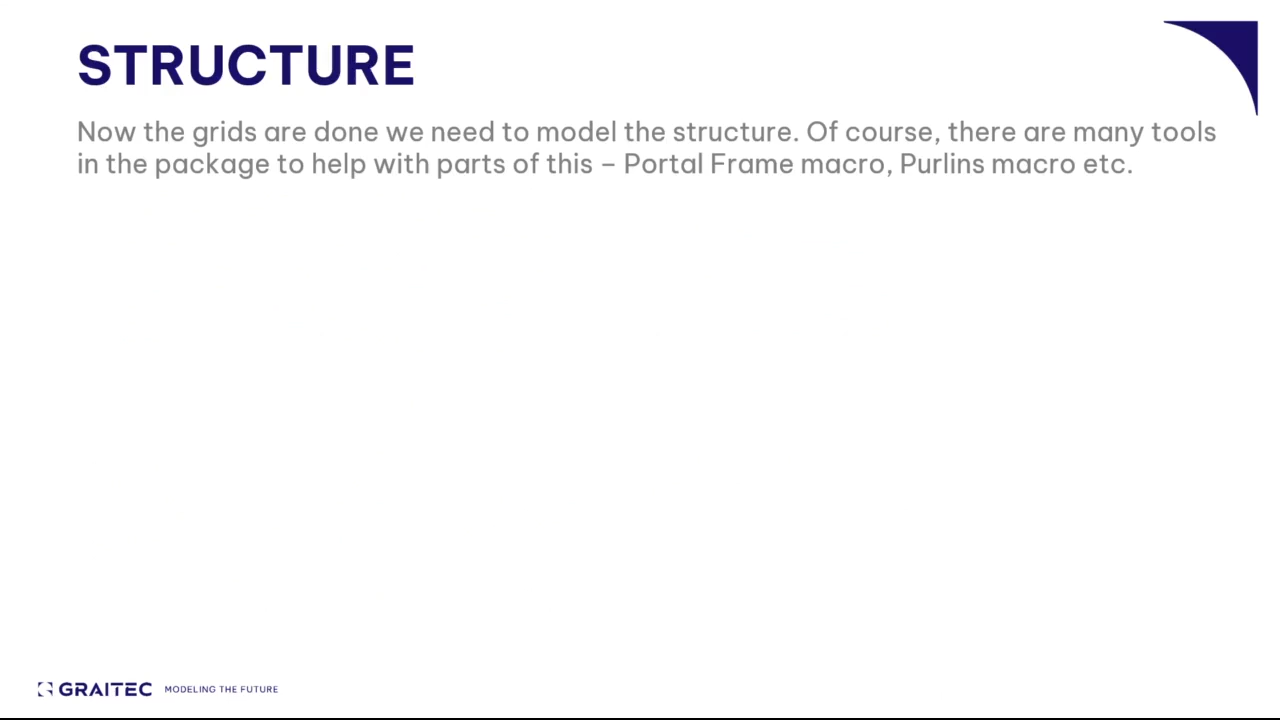 STRUCTURE
Now the grids are done we need to model the structure. Of course, there are many tools
in the package to help with parts of this – Portal Frame macro, Purlins macro etc.
GRAITEC MODELING THE FUTURE